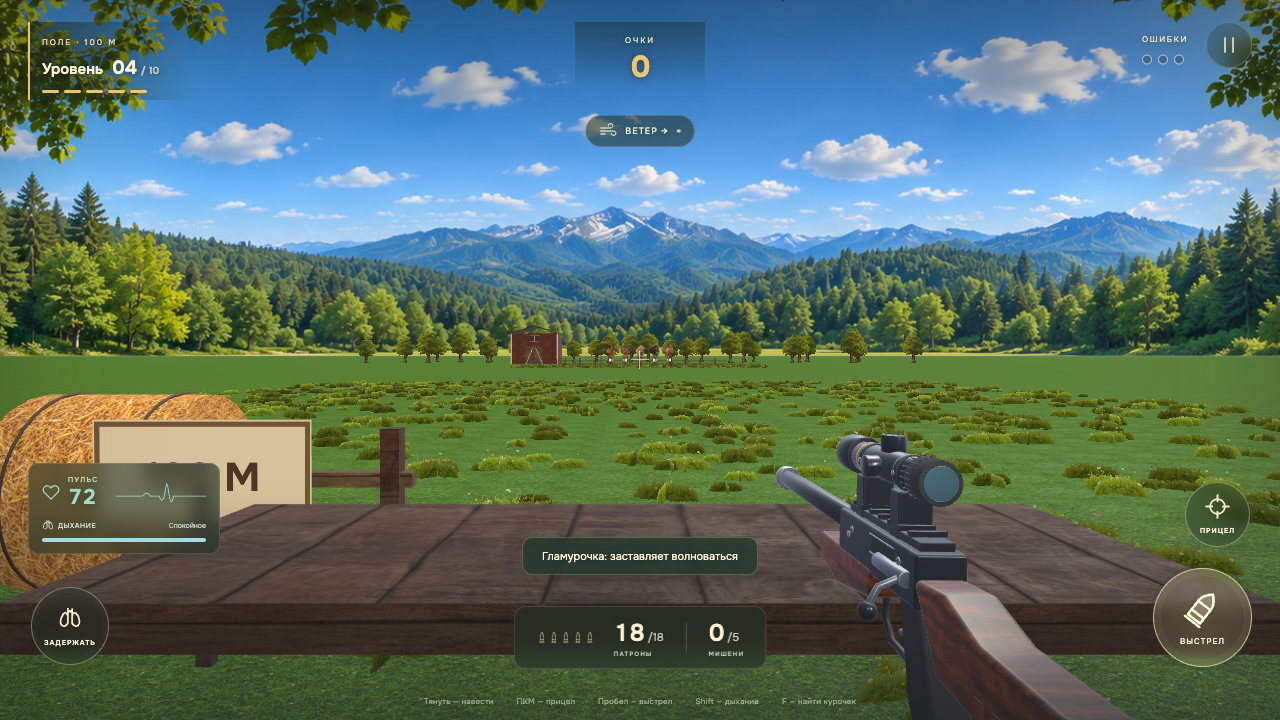 ПОЛЕ · 100 М
Уровень 04 / 10
ОЧКИ
0
ВЕТЕР →
ОШИБКИ
М
ПУЛЬС
72
ДЫХАНИЕ
Спокойное
ЗАДЕРЖАТЬ
Гламурочка: заставляет волноваться
18 /18
ПАТРОНЫ
0 /5
МИШЕНИ
ПРИЦЕЛ
ВЫСТРЕЛ
Тянуть — навести · ПКМ — прицел · Пробел — выстрел · Shift — дыхание · F — найти курочек